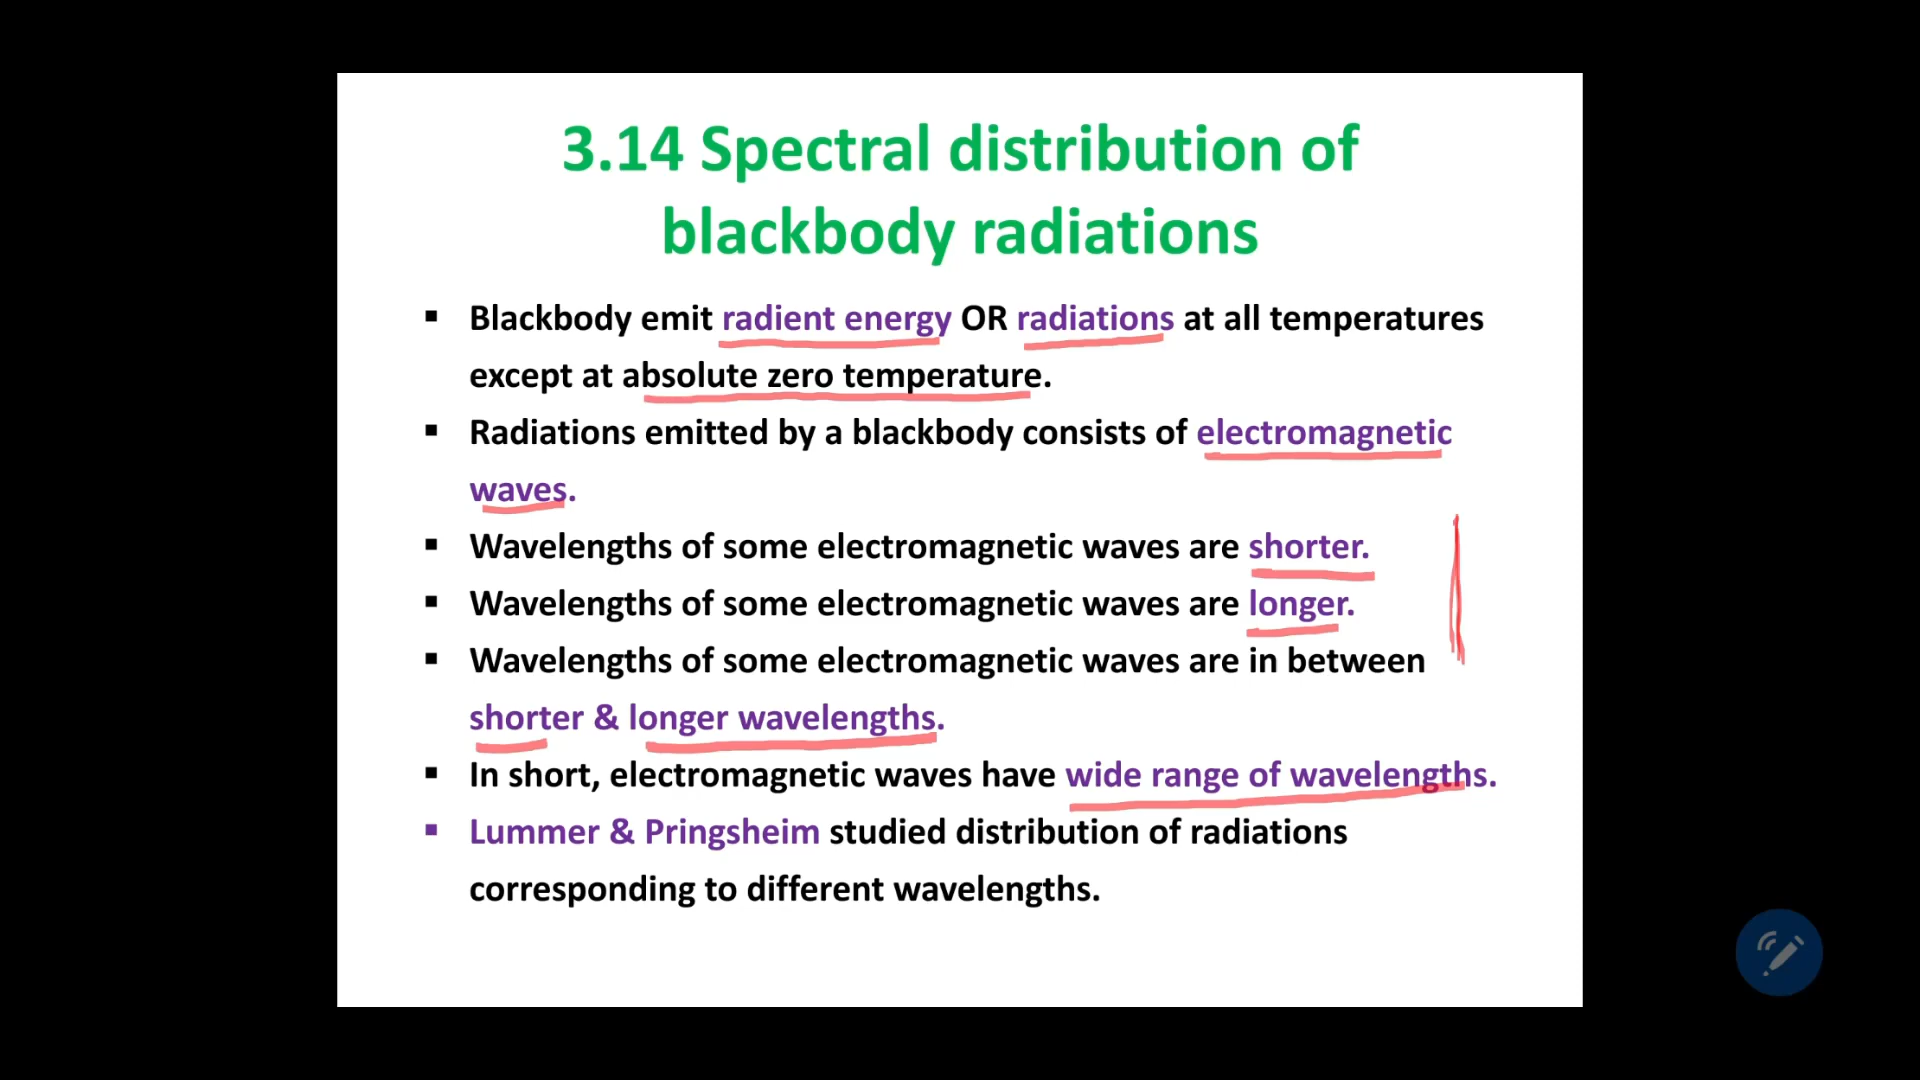 3.14 Spectral distribution of
blackbody radiations
▪ Blackbody emit radient energy OR radiations at all temperatures
except at absolute zero temperature.
▪ Radiations emitted by a blackbody consists of electromagnetic
waves.
▪ Wavelengths of some electromagnetic waves are shorter.
▪ Wavelengths of some electromagnetic waves are longer.
▪ Wavelengths of some electromagnetic waves are in between
shorter & longer wavelengths.
▪ In short, electromagnetic waves have wide range of wavelengths.
▪ Lummer & Pringsheim studied distribution of radiations
corresponding to different wavelengths.